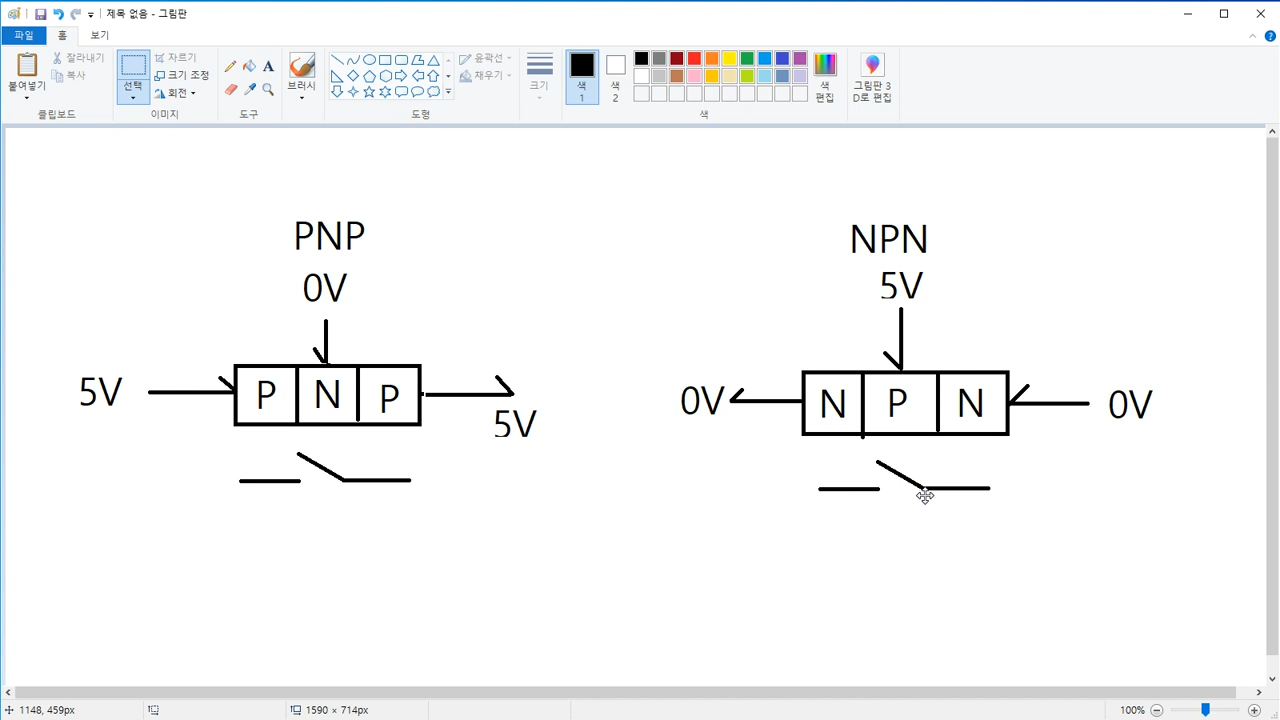 제목 없음 - 그림판
파일 홈 보기
붙여넣기
잘라내기
복사
클립보드
선택
자르기
크기 조정
회전
이미지
A
도구
브러시
윤곽선
채우기
도형
크기
색
1
색
2
색
편집
색
그림판 3
D로 편집
PNP
0V
5V
P N P
5V
NPN
5V
0V
N P N
0V
1148, 459px
1590 × 714px
100%